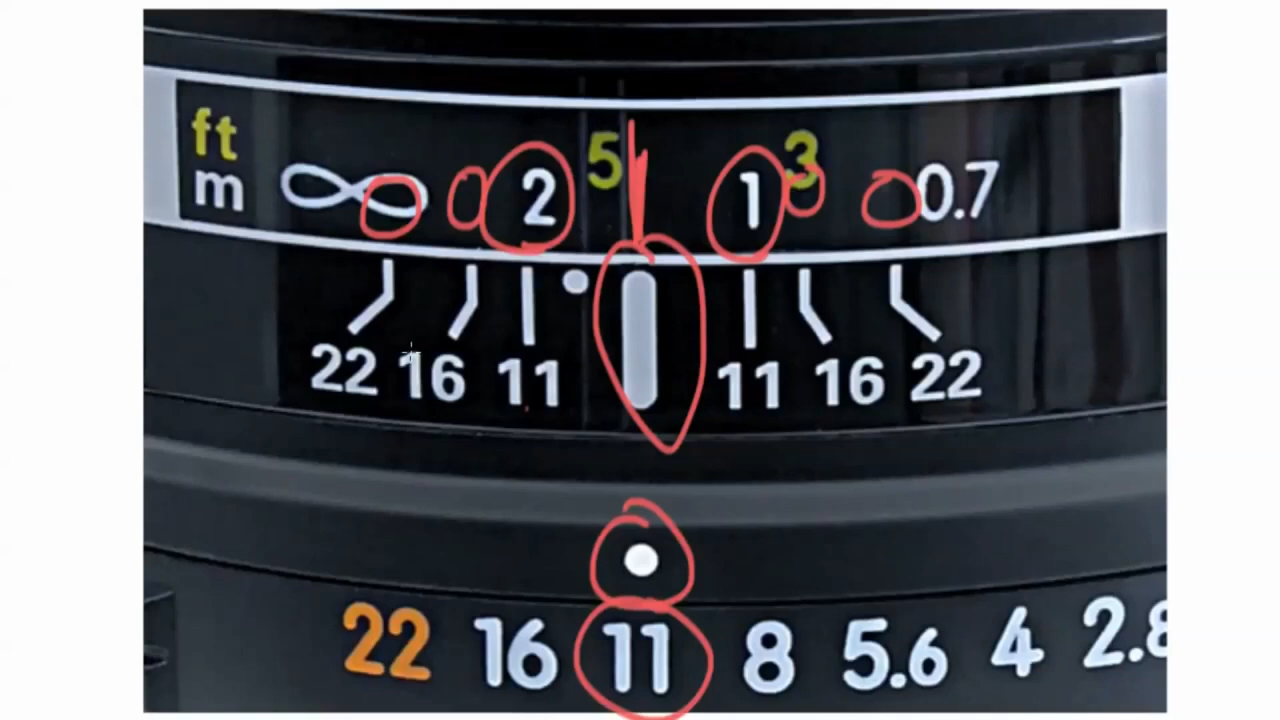 ft 5 3
m ∞ 2 1 0.7
22 16 11 11 16 22
22 16 11 8 5.6 4 2.8